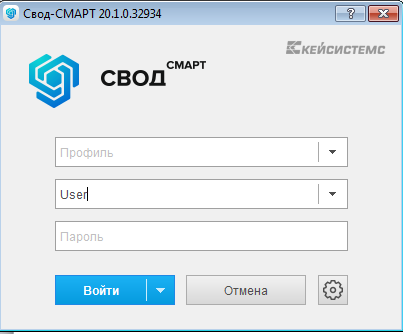 Свод-СМАРТ 20.1.0.32934
КЕЙСИСТЕМС
СВОД СМАРТ
Профиль
User
Пароль
Войти
Отмена